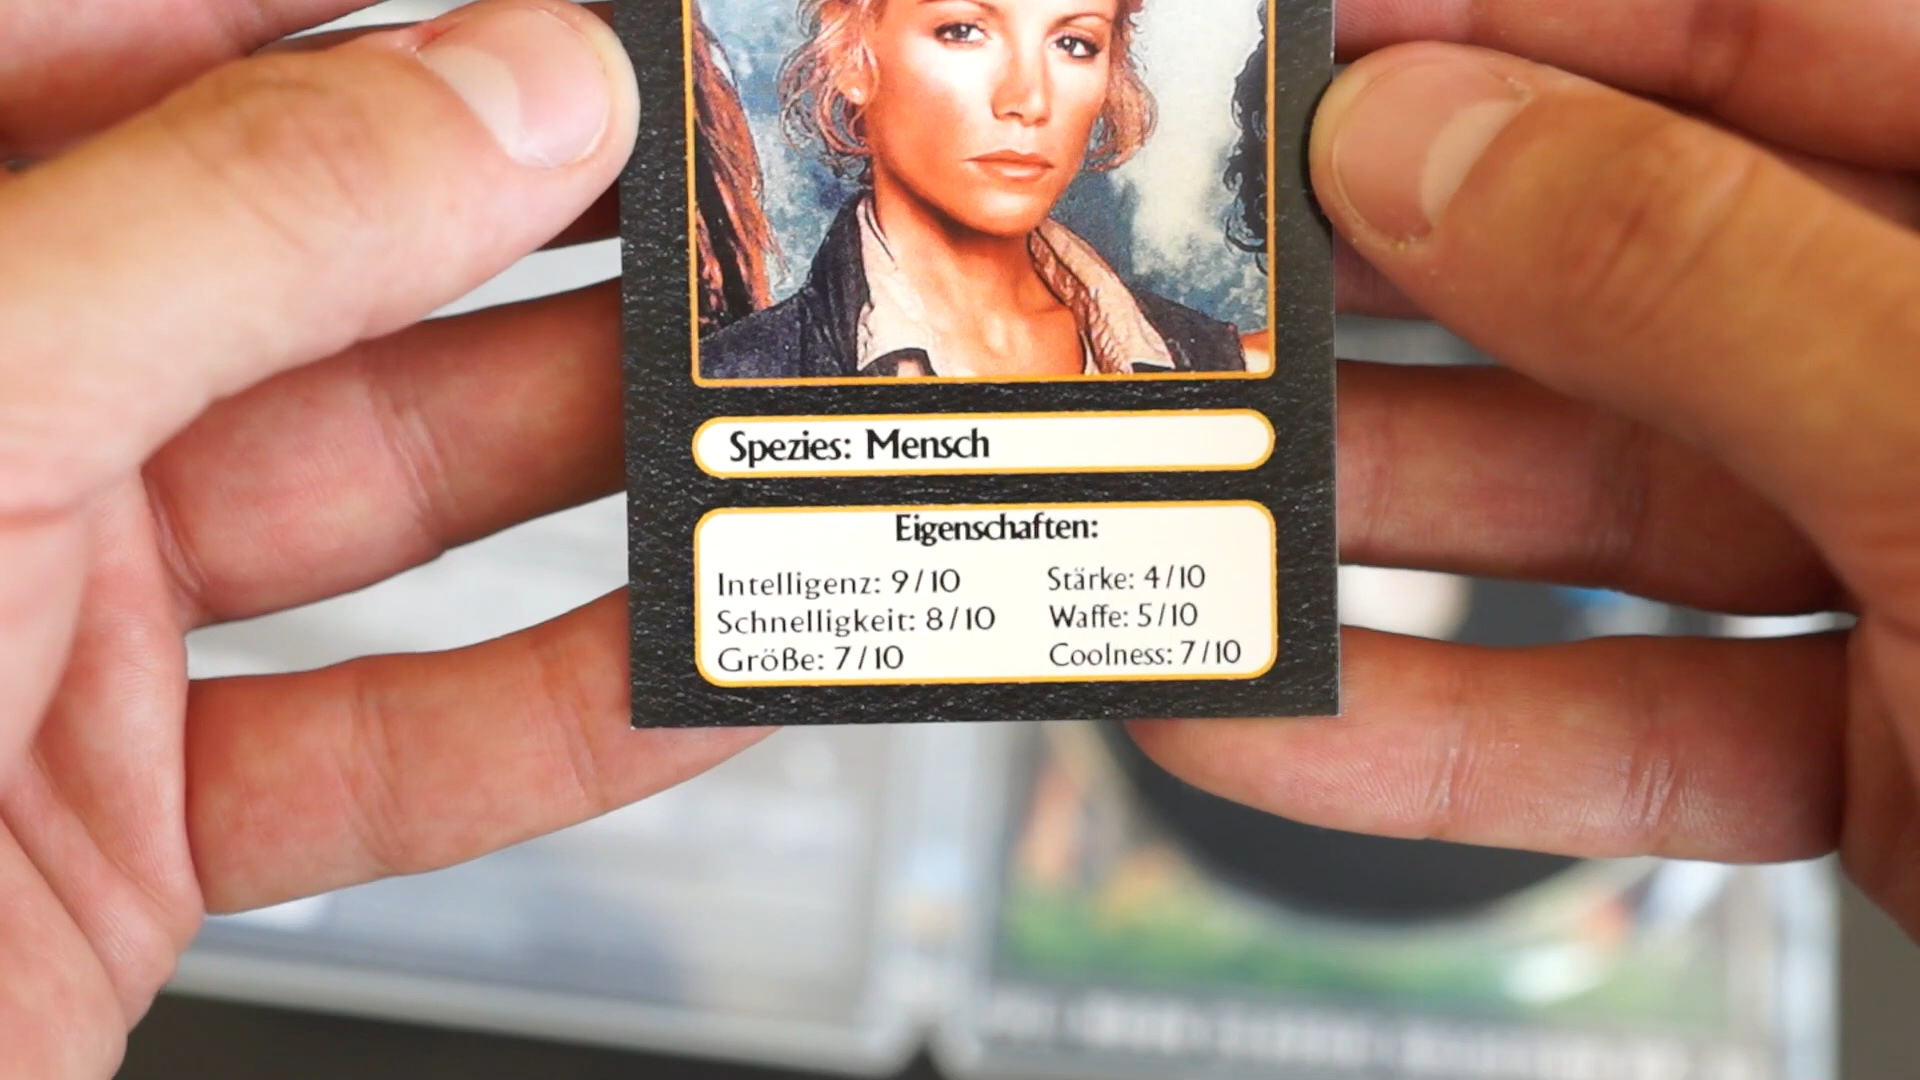 Spezies: Mensch
Eigenschaften:
Intelligenz: 9/10
Schnelligkeit: 8/10
Größe: 7/10
Stärke: 4/10
Waffe: 5/10
Coolness: 7/10